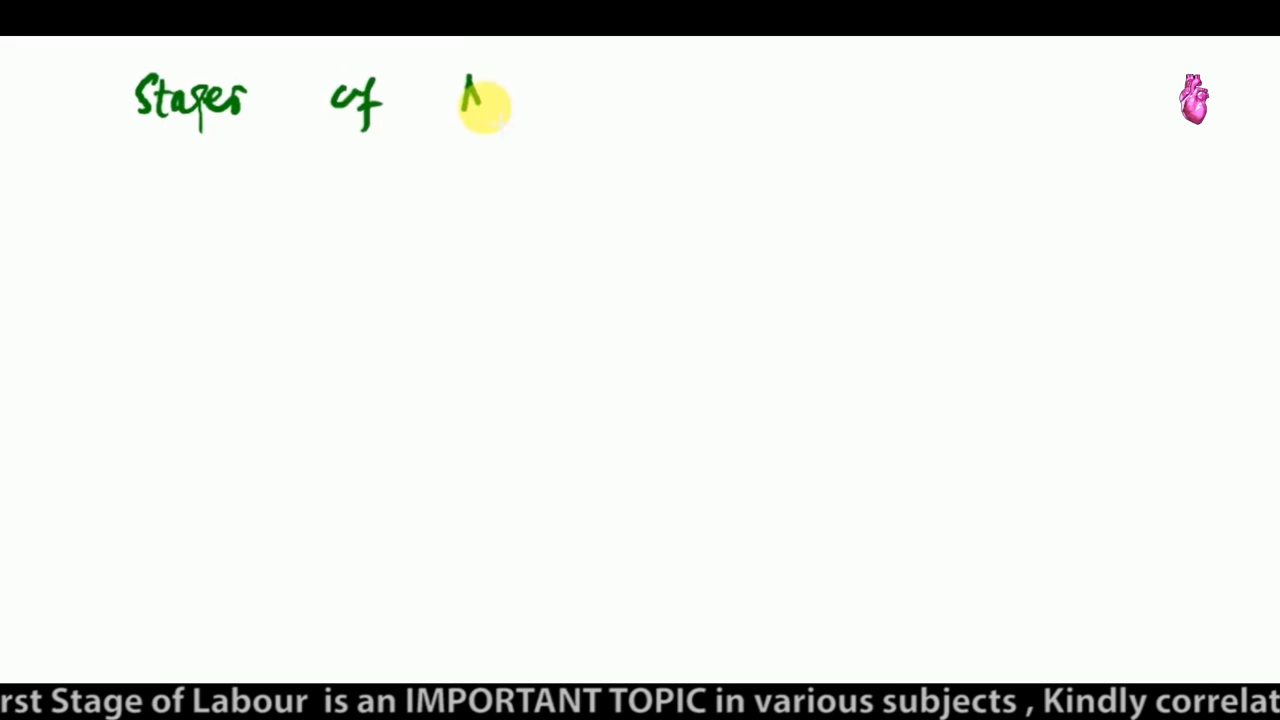 Stages of
rst Stage of Labour is an IMPORTANT TOPIC in various subjects , Kindly correlat